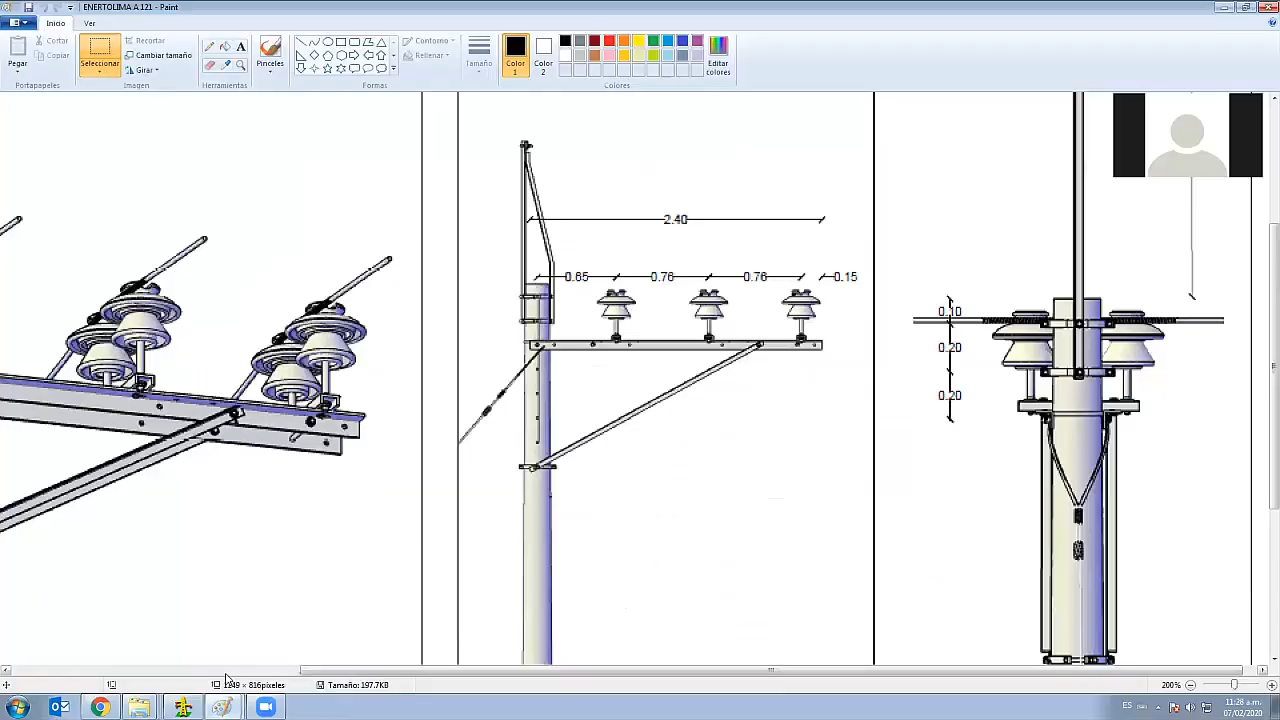 ENERTOLIMA A 121 - Paint
Inicio
Ver
Pegar
Cortar
Copiar
Portapapeles
Seleccionar
Recortar
Cambiar tamaño
Girar
Imagen
A
Herramientas
Pinceles
Contorno
Rellenar
Formas
Tamaño
Color
1
Color
2
Editar
colores
Colores
2.40
0.65
0.76
0.76
0.15
0.10
0.20
0.20
× 816píxeles
Tamaño: 197.7KB
200%
ES
11:28 a.m.
07/02/2020